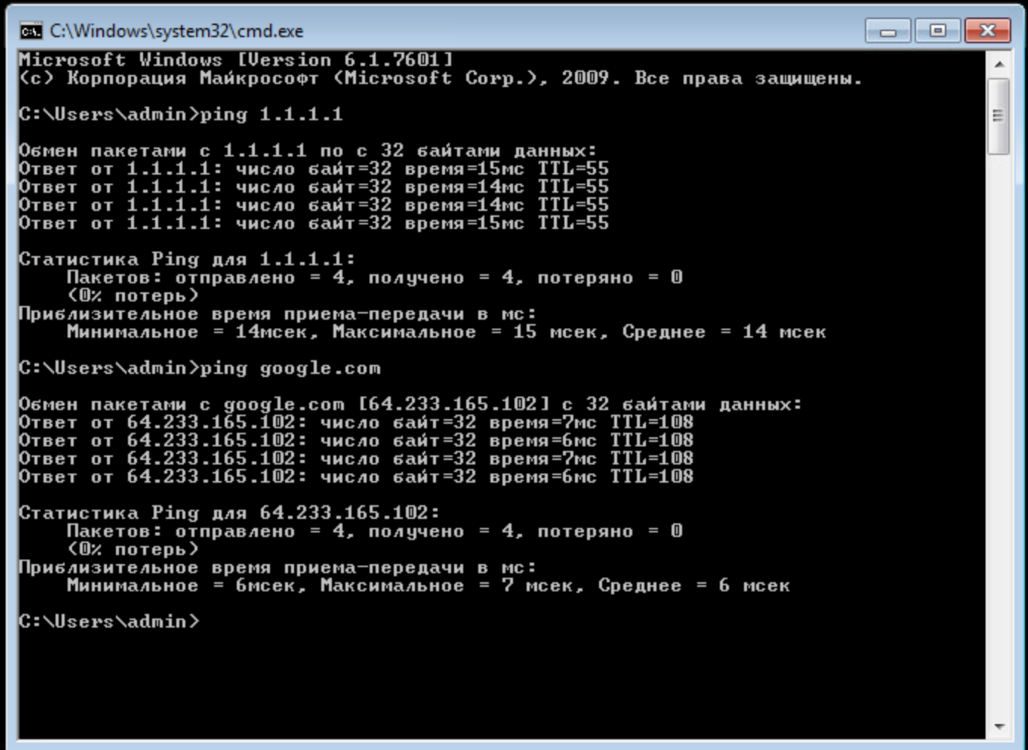 C:\Windows\system32\cmd.exe
Microsoft Windows [Version 6.1.7601]
(c) Корпорация Майкрософт (Microsoft Corp.), 2009. Все права защищены.
C:\Users\admin>ping 1.1.1.1
Обмен пакетами с 1.1.1.1 по с 32 байтами данных:
Ответ от 1.1.1.1: число байт=32 время=15мс TTL=55
Ответ от 1.1.1.1: число байт=32 время=14мс TTL=55
Ответ от 1.1.1.1: число байт=32 время=14мс TTL=55
Ответ от 1.1.1.1: число байт=32 время=15мс TTL=55
Статистика Ping для 1.1.1.1:
Пакетов: отправлено = 4, получено = 4, потеряно = 0
(0% потерь)
Приблизительное время приема-передачи в мс:
Минимальное = 14мсек, Максимальное = 15 мсек, Среднее = 14 мсек
C:\Users\admin>ping google.com
Обмен пакетами с google.com [64.233.165.102] с 32 байтами данных:
Ответ от 64.233.165.102: число байт=32 время=7мс TTL=108
Ответ от 64.233.165.102: число байт=32 время=6мс TTL=108
Ответ от 64.233.165.102: число байт=32 время=7мс TTL=108
Ответ от 64.233.165.102: число байт=32 время=6мс TTL=108
Статистика Ping для 64.233.165.102:
Пакетов: отправлено = 4, получено = 4, потеряно = 0
(0% потерь)
Приблизительное время приема-передачи в мс:
Минимальное = 6мсек, Максимальное = 7 мсек, Среднее = 6 мсек
C:\Users\admin>